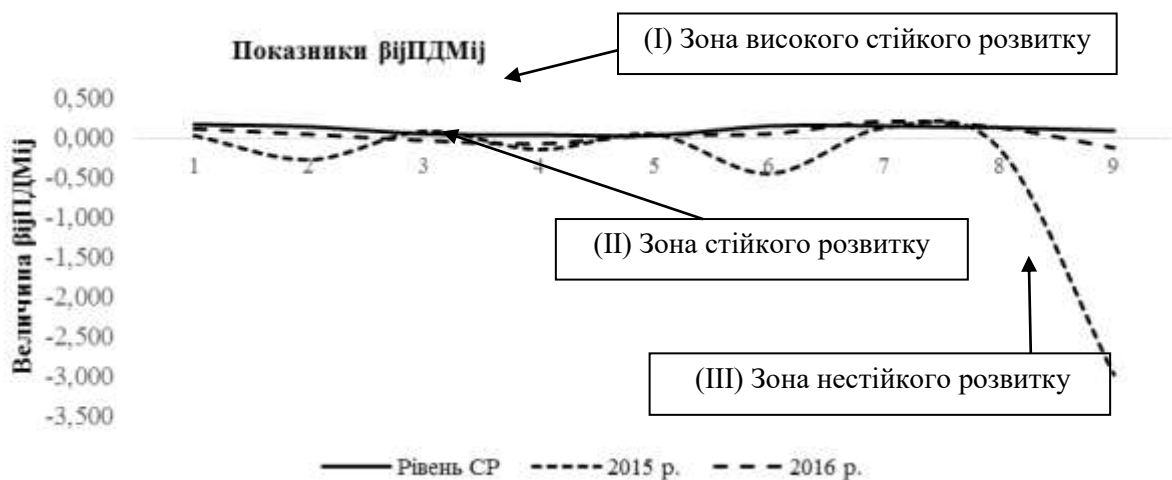 (I) Зона високого стійкого розвитку
Показники βijПДМij
0,500
0,000
-0,500
-1,000
-1,500
-2,000
-2,500
-3,000
-3,500
Величина βijПДМij
1 2 3 4 5 6 7 8 9
(II) Зона стійкого розвитку
(III) Зона нестійкого розвитку
Рівень СР 2015 р. 2016 р.